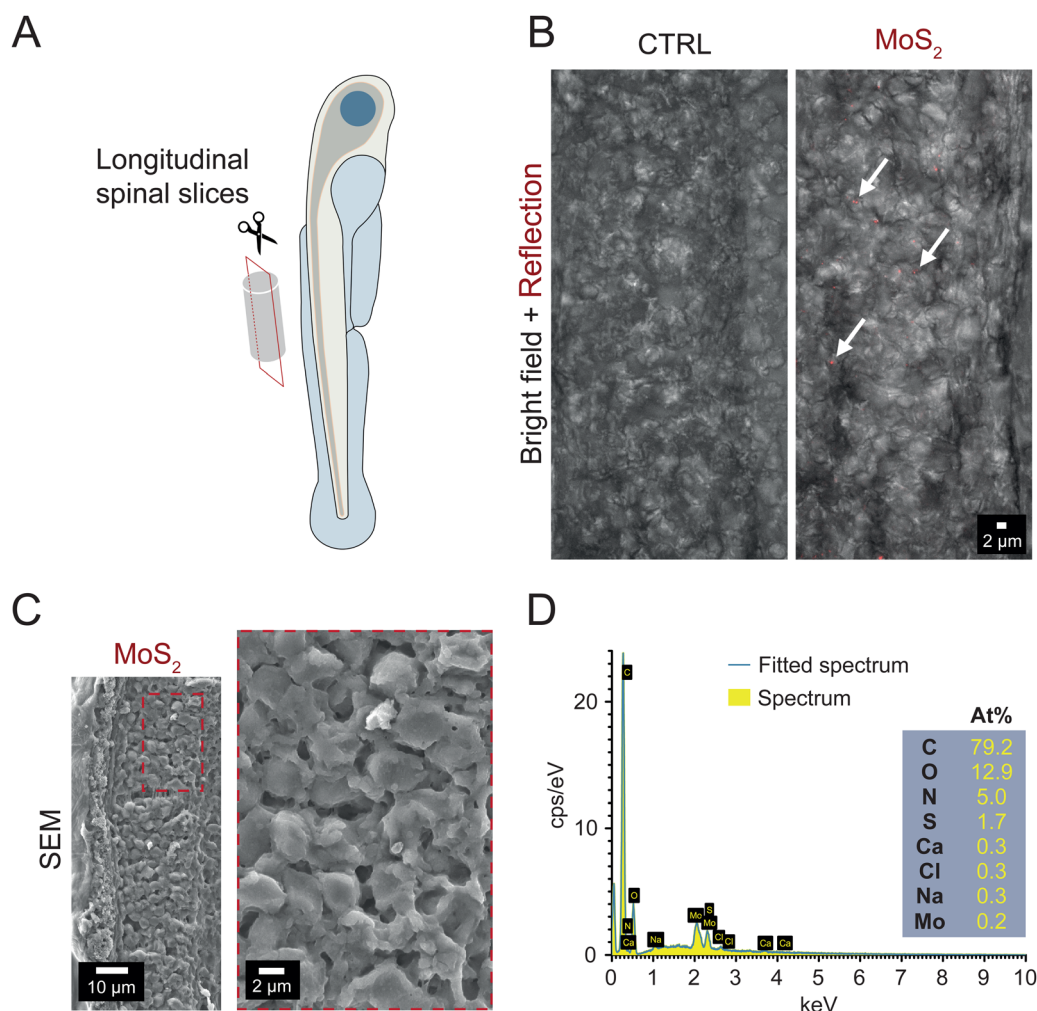 A
Longitudinal
spinal slices
B
CTRL
MoS2
Bright field + Reflection
2 µm
C
MoS2
SEM
10 µm
2 µm
D
Fitted spectrum
Spectrum
cps/eV
20
10
0
C
O
N
Ca
Na
Mo
S
Mo
Cl
Cl
Ca
Ca
0 1 2 3 4 5 6 7 8 9 10
keV
At%
C 79.2
O 12.9
N 5.0
S 1.7
Ca 0.3
Cl 0.3
Na 0.3
Mo 0.2